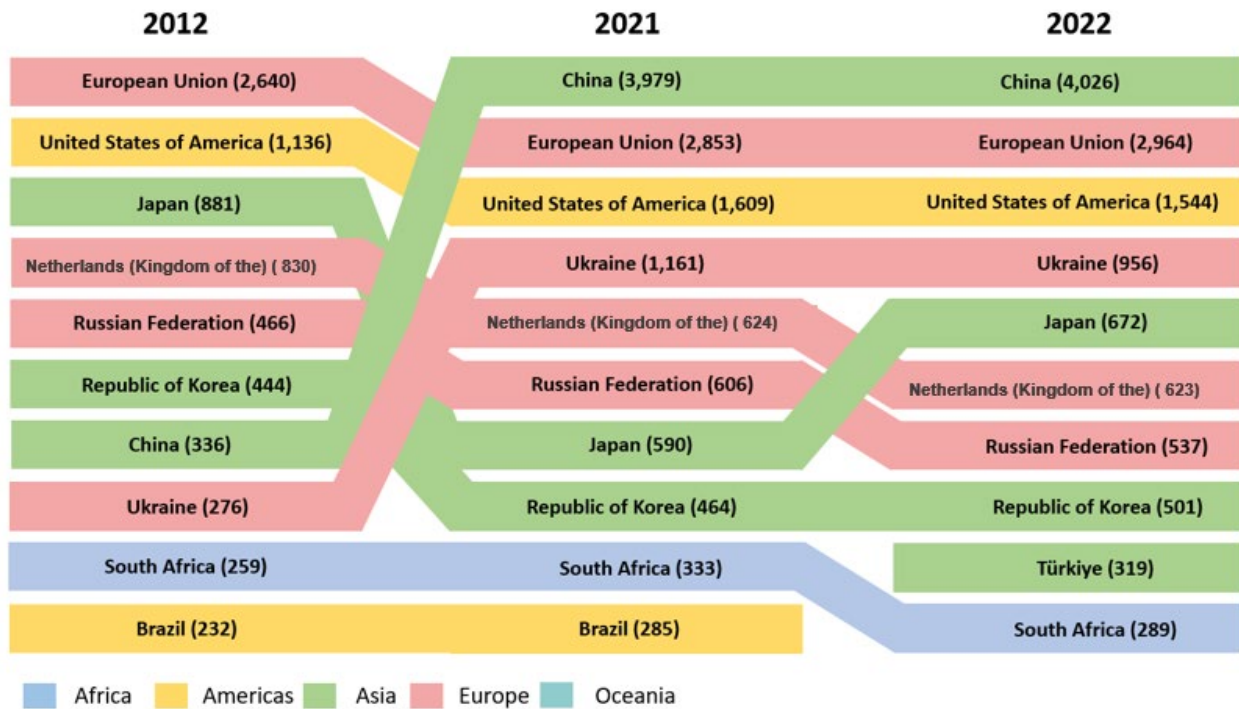 2012 2021 2022
European Union (2,640) China (3,979) China (4,026)
United States of America (1,136) European Union (2,853) European Union (2,964)
Japan (881) United States of America (1,609) United States of America (1,544)
Netherlands (Kingdom of the) ( 830) Ukraine (1,161) Ukraine (956)
Russian Federation (466) Netherlands (Kingdom of the) ( 624) Japan (672)
Republic of Korea (444) Russian Federation (606) Netherlands (Kingdom of the) ( 623)
China (336) Japan (590) Russian Federation (537)
Ukraine (276) Republic of Korea (464) Republic of Korea (501)
South Africa (259) South Africa (333) Türkiye (319)
Brazil (232) Brazil (285) South Africa (289)
Africa Americas Asia Europe Oceania